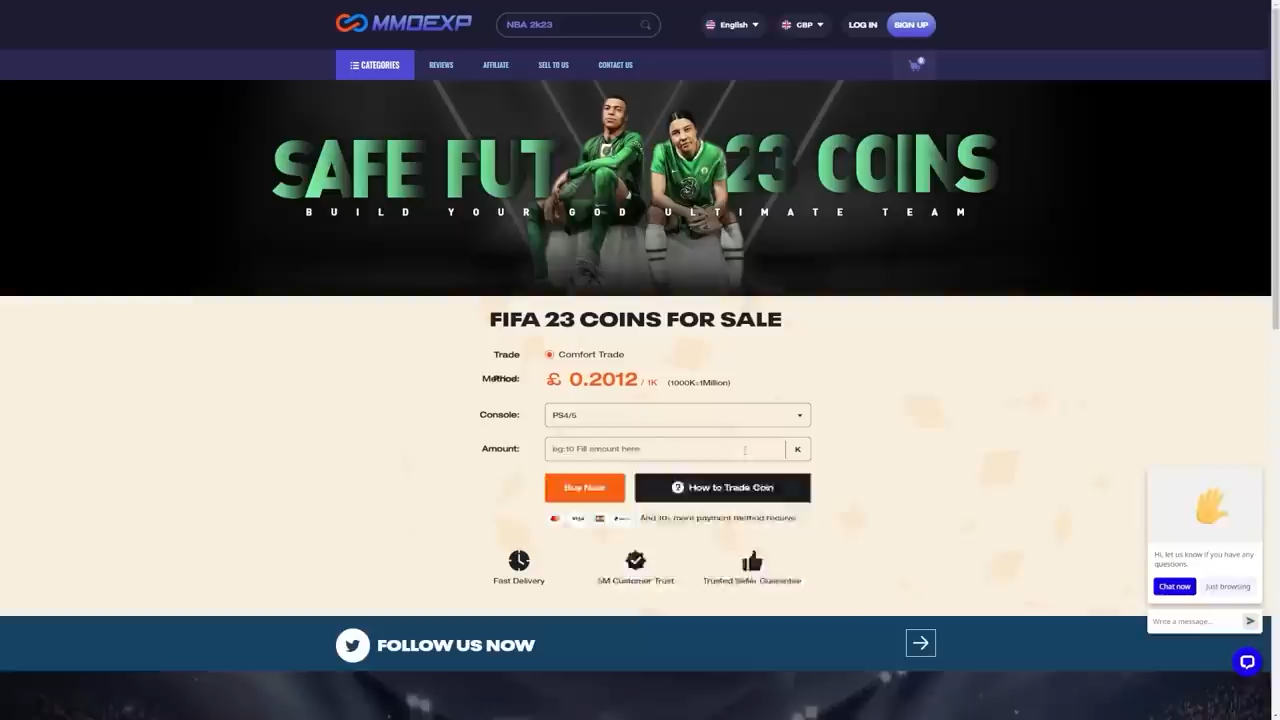 MMOEXP
NBA 2k23
English
GBP
LOG IN
SIGN UP
CATEGORIES
REVIEWS
AFFILIATE
SELL TO US
CONTACT US
0
SAFE FUT 23 COINS
BUILD YOUR GOD ULTIMATE TEAM
FIFA 23 COINS FOR SALE
Trade
Comfort Trade
£ 0.2012 / 1K (1000K=1Million)
Console:
PS4/5
Amount:
eg:10 Fill amount here
K
Buy Now
How to Trade Coin
VISA
And 10+ more payment method recurve
Fast Delivery
5M Customer Trust
Trusted Seller Guarantee
Hi, let us know if you have any
questions.
Chat now
Just browsing
Write a message...
FOLLOW US NOW